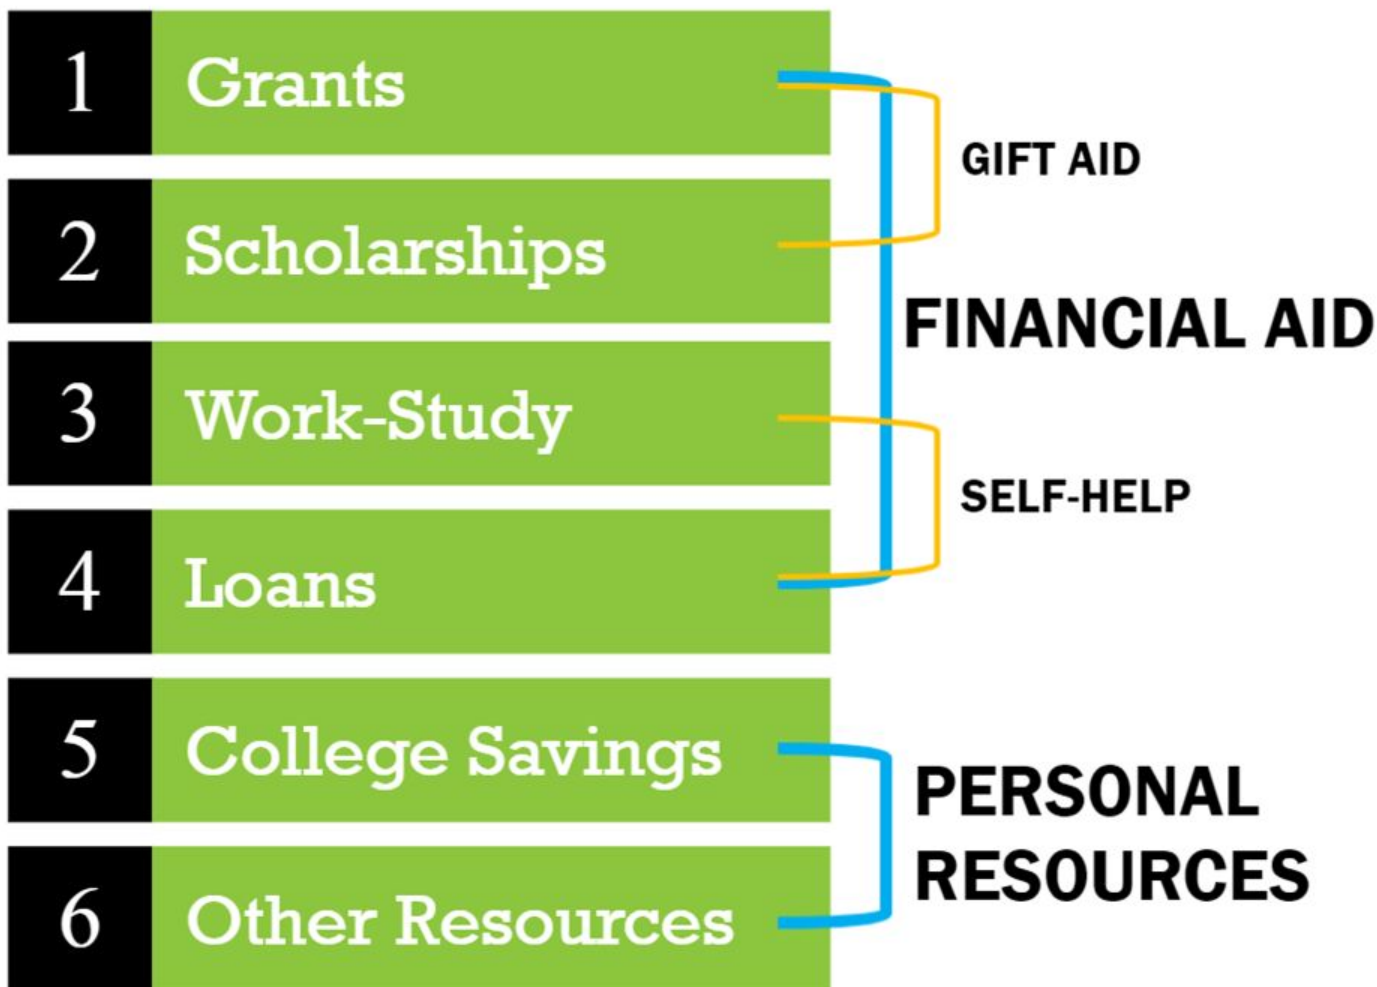 1 Grants
GIFT AID
2 Scholarships
FINANCIAL AID
3 Work-Study
SELF-HELP
4 Loans
5 College Savings
PERSONAL
RESOURCES
6 Other Resources